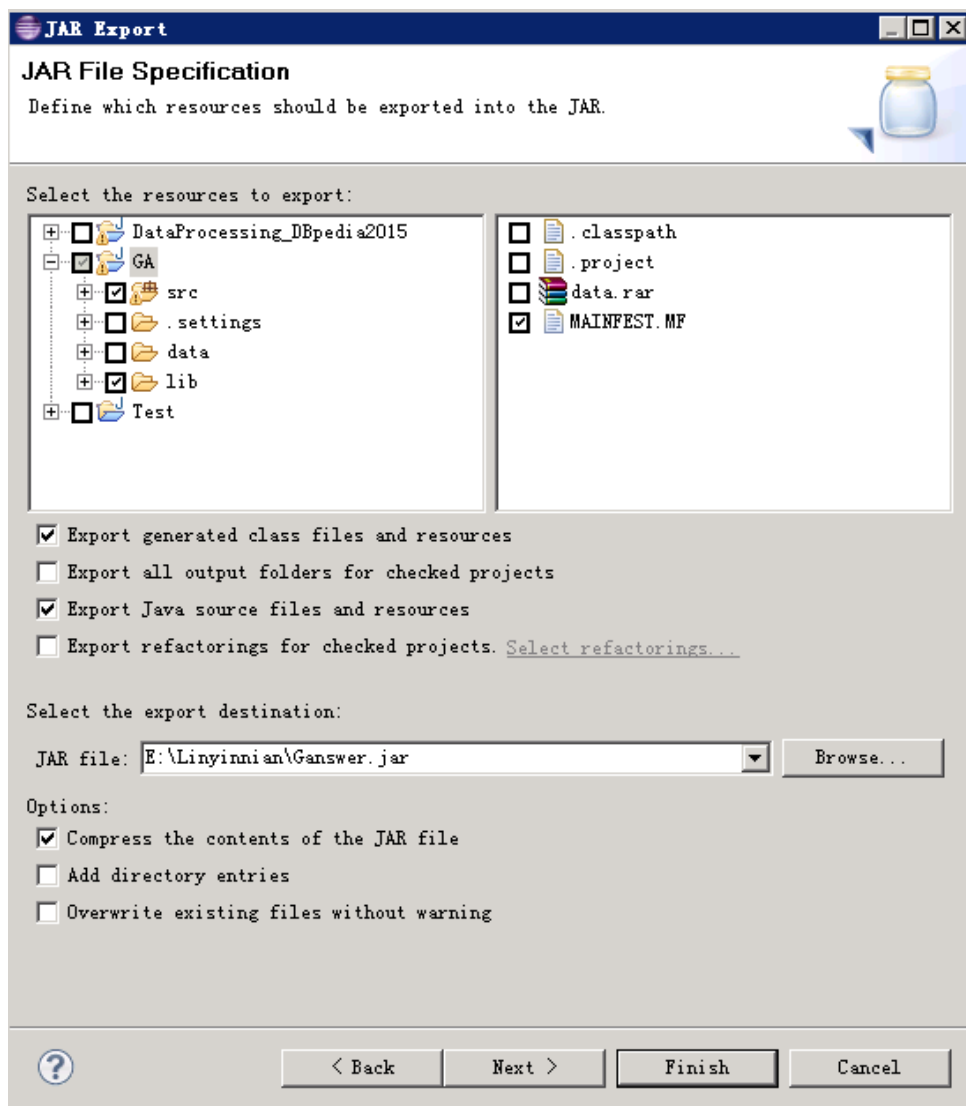 JAR Export
JAR File Specification
Define which resources should be exported into the JAR.
Select the resources to export:
DataProcessing_DBpedia2015
GA
src
.settings
data
lib
Test
.classpath
.project
data.rar
MAINFEST.MF
Export generated class files and resources
Export all output folders for checked projects
Export Java source files and resources
Export refactorings for checked projects. Select refactorings...
Select the export destination:
JAR file: E:\Linyinnian\Ganswer.jar Browse...
Options:
Compress the contents of the JAR file
Add directory entries
Overwrite existing files without warning
? < Back Next > Finish Cancel